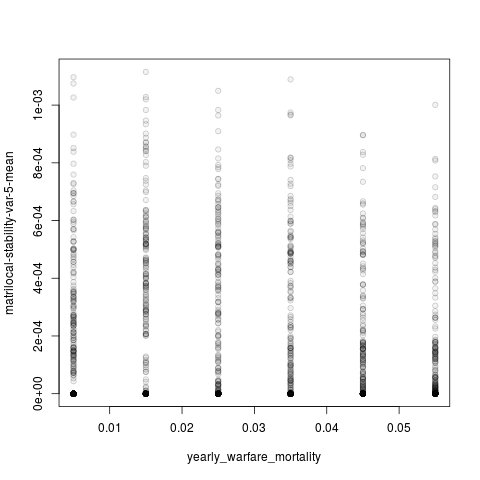 matrilocal-stability-var-5-mean
1e-03
8e-04
6e-04
4e-04
2e-04
0e+00
0.01 0.02 0.03 0.04 0.05
yearly_warfare_mortality